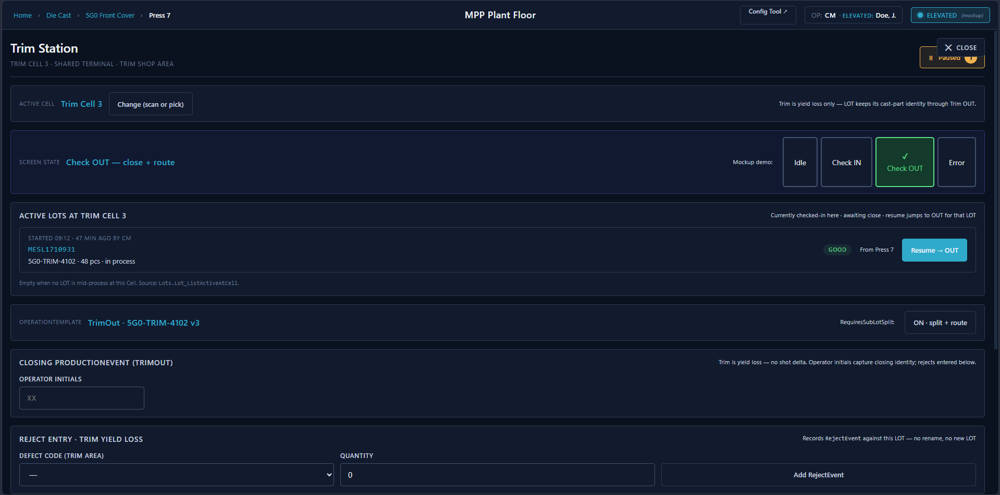 Home › Die Cast › 5G0 Front Cover › Press 7
MPP Plant Floor
Config Tool ↗
OP: CM · ELEVATED: Doe, J.
ELEVATED (mockup)
Trim Station
TRIM CELL 3 · SHARED TERMINAL · TRIM SHOP AREA
✕ CLOSE
⏸ Paused
ACTIVE CELL Trim Cell 3 Change (scan or pick)
Trim is yield loss only — LOT keeps its cast-part identity through Trim OUT.
SCREEN STATE Check OUT — close + route
Mockup demo: Idle Check IN ✓ Check OUT Error
ACTIVE LOTS AT TRIM CELL 3
Currently checked-in here · awaiting close · resume jumps to OUT for that LOT
STARTED 09:12 · 47 MIN AGO BY CM
MESL1710931
5G0-TRIM-4102 · 48 pcs · in process
GOOD From Press 7 Resume → OUT
Empty when no LOT is mid-process at this Cell. Source: Lots.Lot_ListActiveAtCell.
OPERATIONTEMPLATE TrimOut · 5G0-TRIM-4102 v3
RequiresSubLotSplit: ON · split + route
CLOSING PRODUCTIONEVENT (TRIMOUT)
Trim is yield loss — no shot delta. Operator initials capture closing identity; rejects entered below.
OPERATOR INITIALS
XX
REJECT ENTRY · TRIM YIELD LOSS
Records RejectEvent against this LOT — no rename, no new LOT
DEFECT CODE (TRIM AREA) QUANTITY
— 0 Add RejectEvent